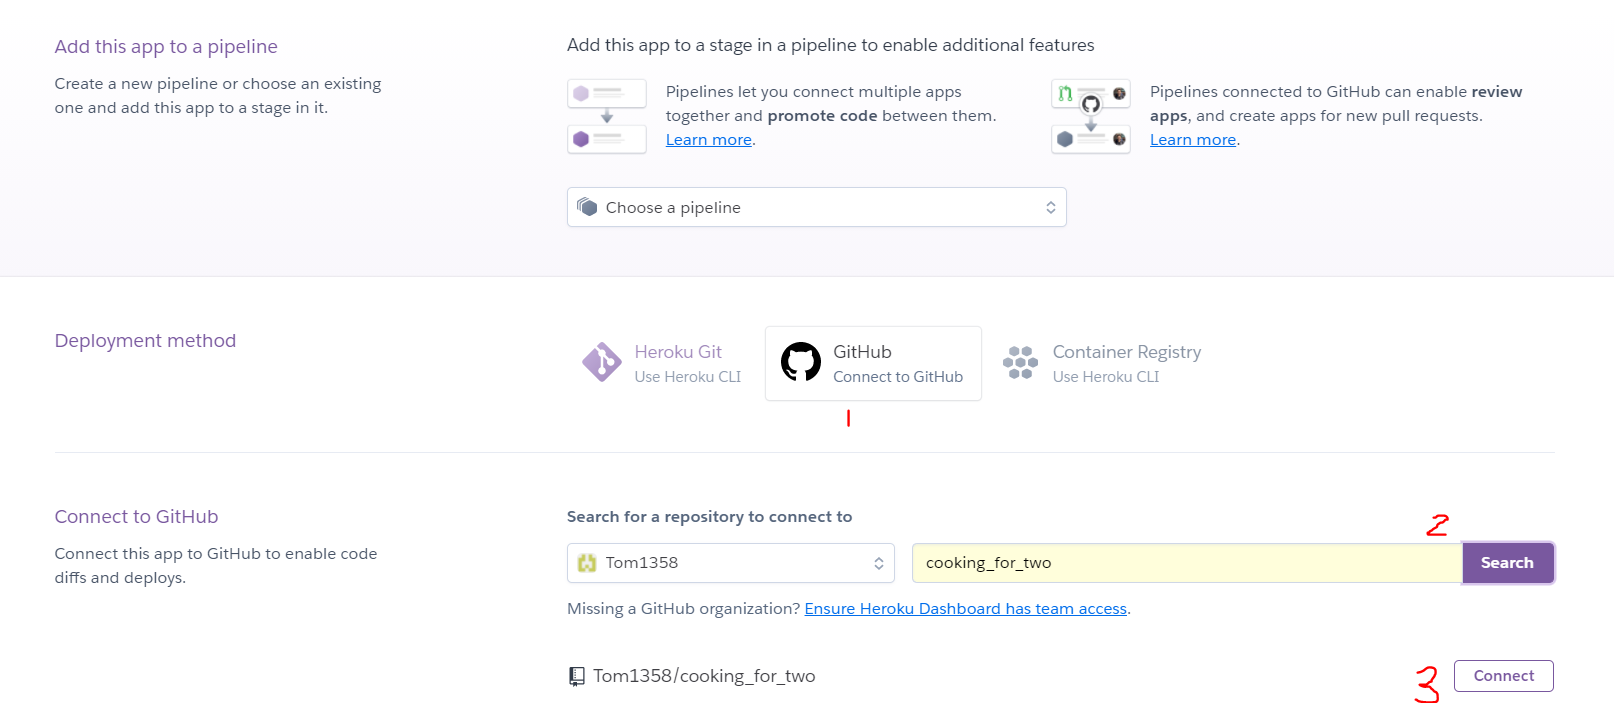 Add this app to a pipeline
Create a new pipeline or choose an existing
one and add this app to a stage in it.
Add this app to a stage in a pipeline to enable additional features
Pipelines let you connect multiple apps
together and promote code between them.
Learn more.
Pipelines connected to GitHub can enable review
apps, and create apps for new pull requests.
Learn more.
Choose a pipeline
Deployment method
Heroku Git
Use Heroku CLI
GitHub
Connect to GitHub
Container Registry
Use Heroku CLI
1
Connect to GitHub
Connect this app to GitHub to enable code
diffs and deploys.
Search for a repository to connect to
2
Tom1358
cooking_for_two
Search
Missing a GitHub organization? Ensure Heroku Dashboard has team access.
Tom1358/cooking_for_two
3
Connect